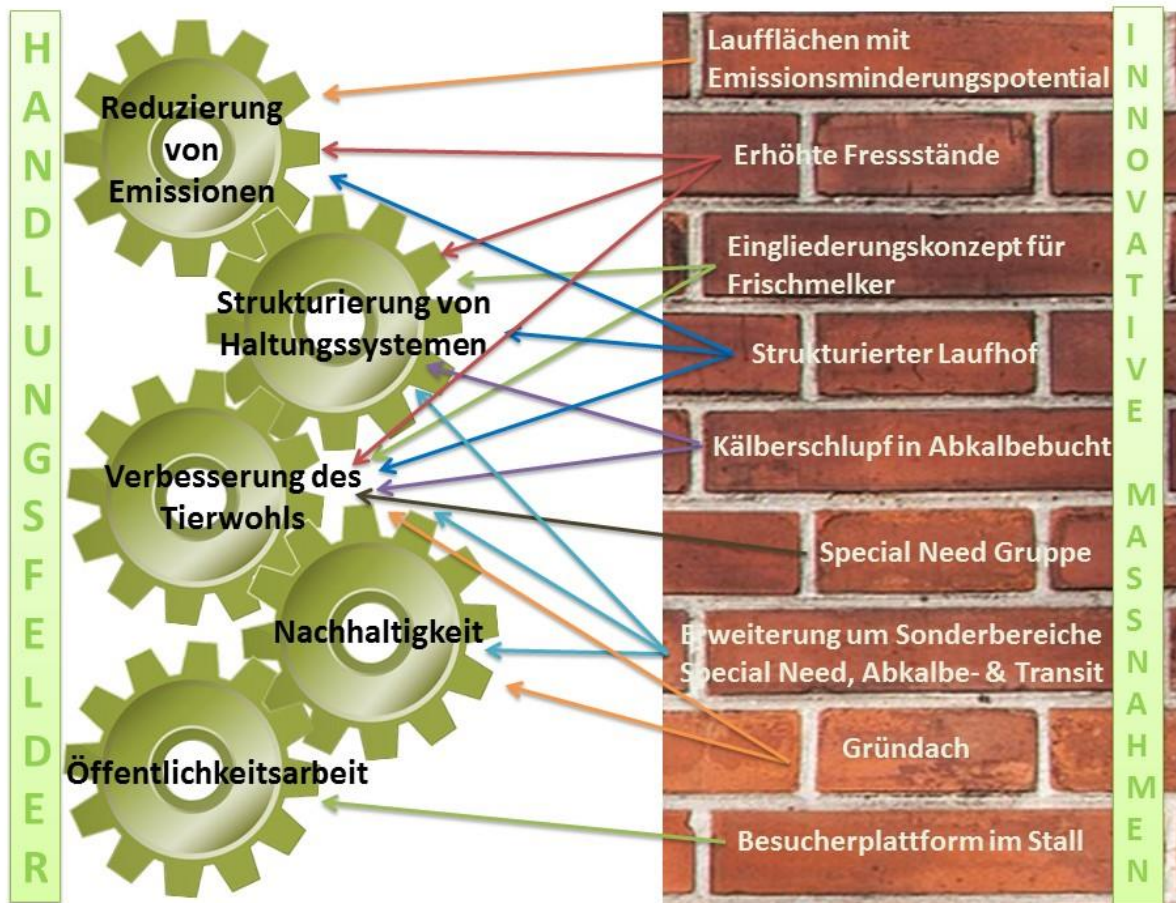 HANDLUNGSFELDER
Reduzierung
von
Emissionen
Strukturierung von
Haltungssystemen
Verbesserung des
Tierwohls
Nachhaltigkeit
Öffentlichkeitsarbeit
Laufflächen mit
Emissionsminderungspotential
Erhöhte Fressstände
Eingliederungskonzept für
Frischmelker
Strukturierter Laufhof
Kälberschlupf in Abkalbebucht
Special Need Gruppe
Erweiterung um Sonderbereiche
Special Need, Abkalbe- & Transit
Gründach
Besucherplattform im Stall
INNOVATIVE MASSNAHMEN